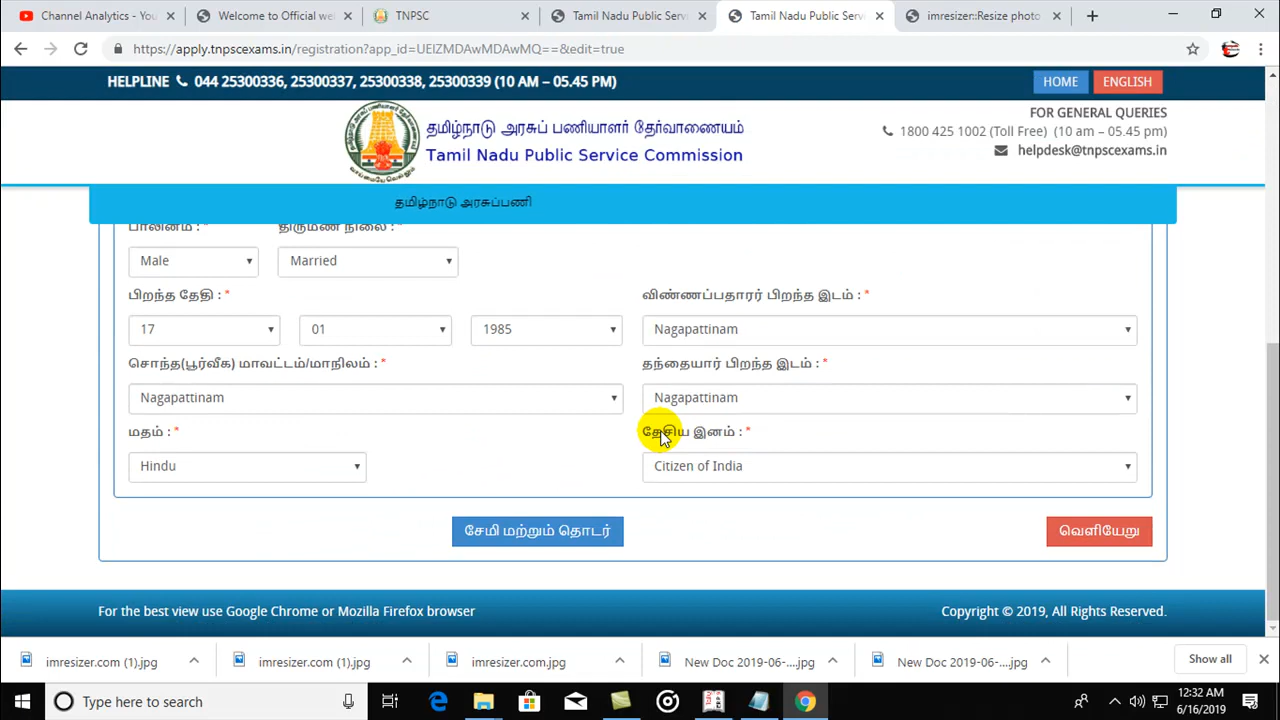 Channel Analytics - You
Welcome to Official we
TNPSC
Tamil Nadu Public Servi
Tamil Nadu Public Servi
imresizer::Resize photo
https://apply.tnpscexams.in/registration?app_id=UElZMDAwMDAwMQ==&edit=true
HELPLINE 044 25300336, 25300337, 25300338, 25300339 (10 AM – 05.45 PM)
HOME
ENGLISH
தமிழ்நாடு அரசுப் பணியாளர் தேர்வாணையம்
Tamil Nadu Public Service Commission
FOR GENERAL QUERIES
1800 425 1002 (Toll Free) (10 am – 05.45 pm)
helpdesk@tnpscexams.in
தமிழ்நாடு அரசுப்பணி
பாலினம் : * திருமண நிலை : *
Male Married
பிறந்த தேதி : * விண்ணப்பதாரர் பிறந்த இடம் : *
17 01 1985 Nagapattinam
சொந்த(பூர்வீக) மாவட்டம்/மாநிலம் : * தந்தையார் பிறந்த இடம் : *
Nagapattinam Nagapattinam
மதம் : * தேசிய இனம் : *
Hindu Citizen of India
சேமி மற்றும் தொடர் வெளியேறு
For the best view use Google Chrome or Mozilla Firefox browser Copyright © 2019, All Rights Reserved.
imresizer.com (1).jpg imresizer.com (1).jpg imresizer.com.jpg New Doc 2019-06-....jpg New Doc 2019-06-....jpg Show all
Type here to search
12:32 AM
6/16/2019